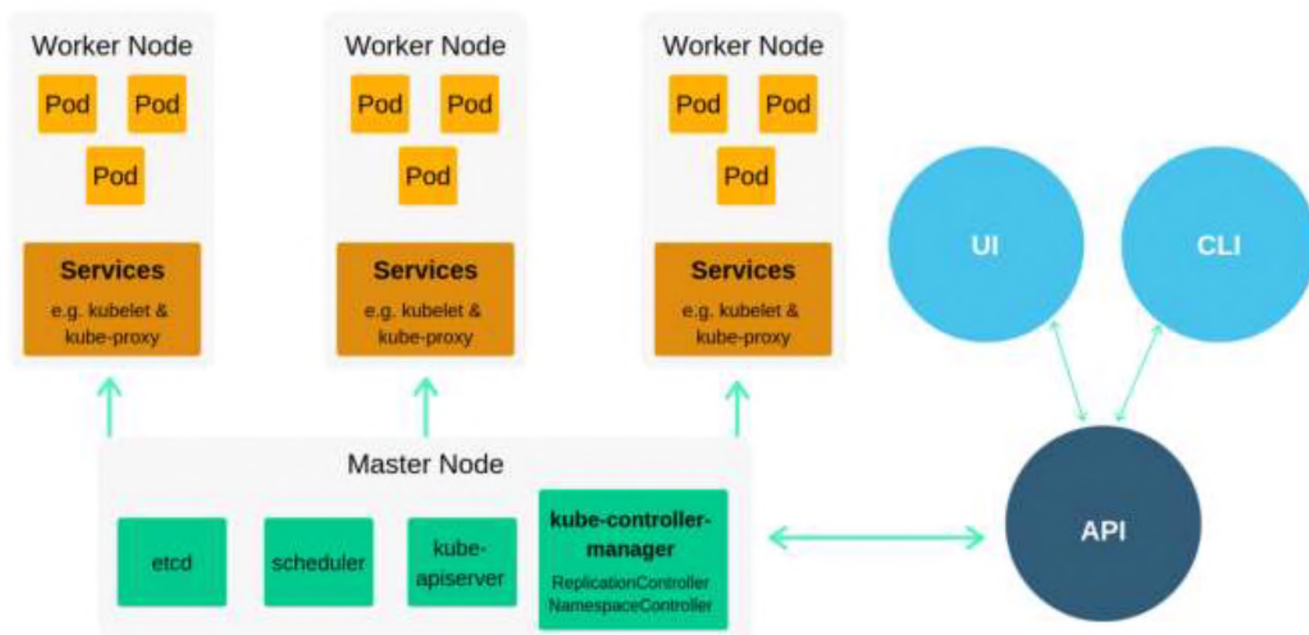 Worker Node
Pod
Pod
Pod
Services
e.g. kubelet &
kube-proxy
Worker Node
Pod
Pod
Pod
Services
e.g. kubelet &
kube-proxy
Worker Node
Pod
Pod
Pod
Services
e.g. kubelet &
kube-proxy
UI
CLI
API
Master Node
etcd
scheduler
kube-
apiserver
kube-controller-
manager
ReplicationController
NamespaceController